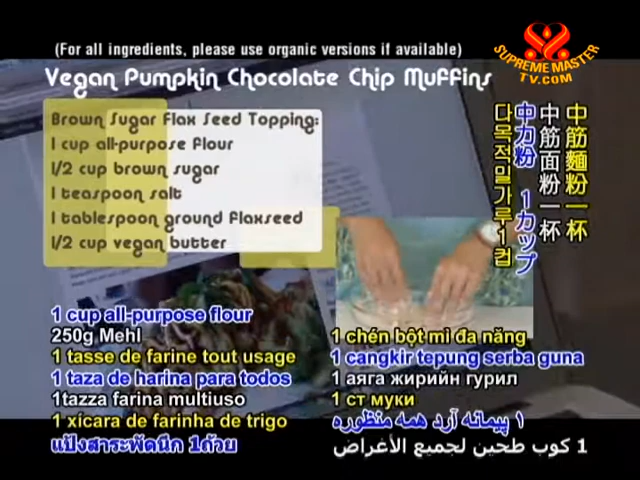 (For all ingredients, please use organic versions if available)
SUPREME MASTER
TV.COM
Vegan Pumpkin Chocolate Chip Muffins
Brown Sugar Flax Seed Topping:
1 cup all-purpose flour
1/2 cup brown sugar
1 teaspoon salt
1 tablespoon ground flaxseed
1/2 cup vegan butter
中筋麵粉一杯
中筋面粉一杯
中力粉 1カップ
다목적밀가루1컵
1 cup all-purpose flour
250g Mehl
1 tasse de farine tout usage
1 taza de harina para todos
1tazza farina multiuso
1 xícara de farinha de trigo
แป้งสาระพัดนึก 1ถ้วย
1 chén bột mì đa năng
1 cangkir tepung serba guna
1 аяга жирийн гурил
1 ст муки
۱ پیمانه آرد همه منظوره
1 كوب طحين لجميع الأغراض